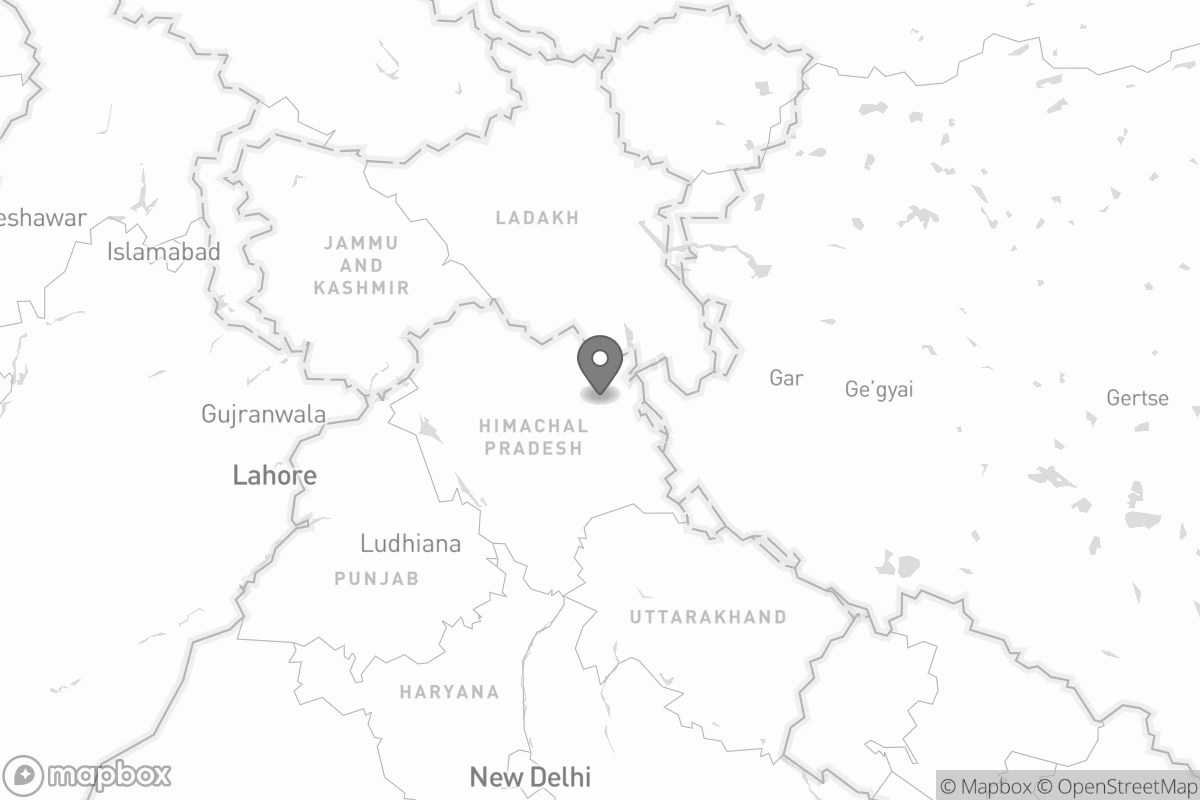 LADAKH
eshawar
Islamabad
JAMMU
AND
KASHMIR
Gar
Ge'gyai
Gertse
Gujranwala
HIMACHAL
PRADESH
Lahore
Ludhiana
PUNJAB
UTTARAKHAND
HARYANA
New Delhi
mapbox
© Mapbox © OpenStreetMap